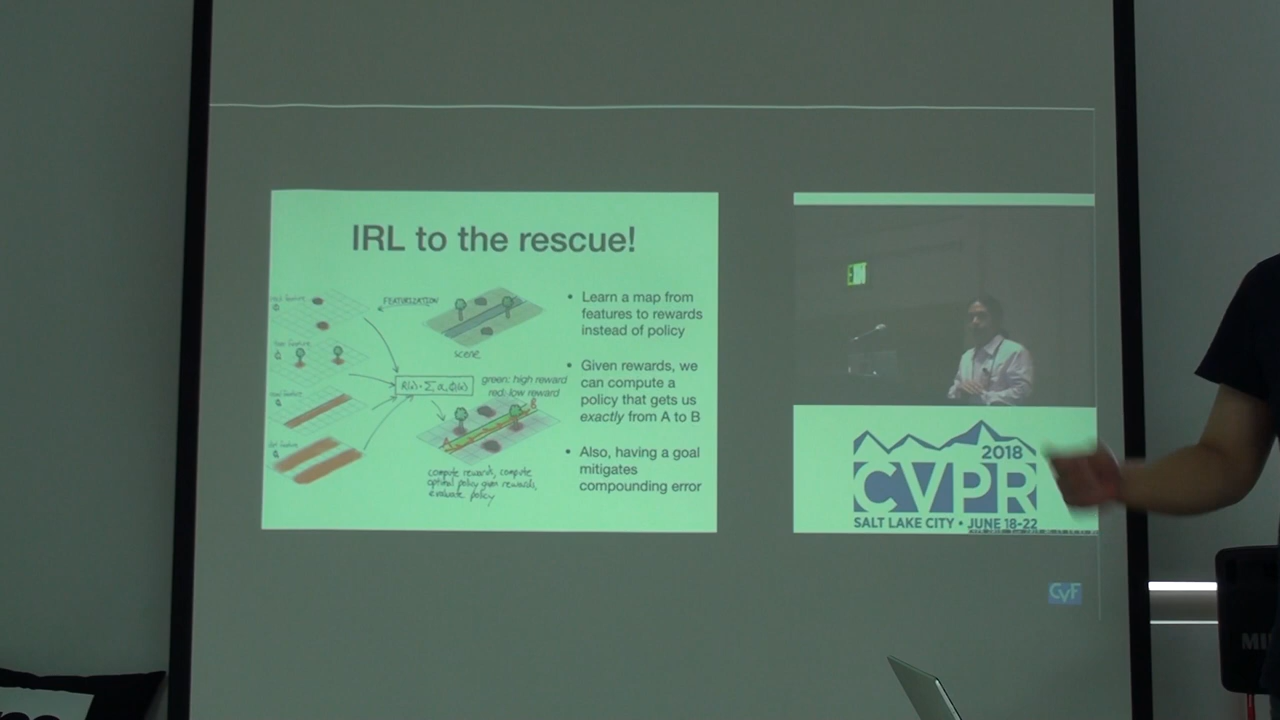 IRL to the rescue!
FEATURIZATION
scene
green: high reward
red: low reward
compute rewards, compute
optimal policy given rewards,
evaluate policy
• Learn a map from
features to rewards
instead of policy
• Given rewards, we
can compute a
policy that gets us
exactly from A to B
• Also, having a goal
mitigates
compounding error
2018
CVPR
SALT LAKE CITY • JUNE 18-22
CVF